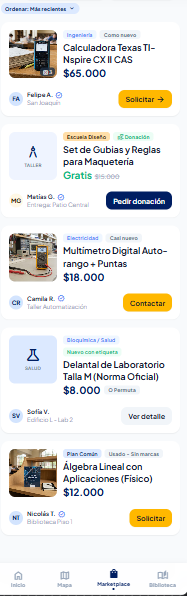 Ordenar: Más recientes
Ingeniería Como nuevo
Calculadora Texas TI-
Nspire CX II CAS
$65.000
3
FA Felipe A.
San Joaquín
Solicitar →
Escuela Diseño Donación
Set de Gubias y Reglas
para Maquetería
TALLER
Gratis $15.000
MG Matías G.
Entrega: Patio Central
Pedir donación
Electricidad Casi nuevo
Multímetro Digital Auto-
rango + Puntas
$18.000
CR Camila R.
Taller Automatización
Contactar
Bioquímica / Salud
Nuevo con etiqueta
Delantal de Laboratorio
Talla M (Norma Oficial)
SALUD
$8.000 O Permuta
SV Sofía V.
Edificio L - Lab 2
Ver detalle
Plan Común Usado - Sin marcas
Álgebra Lineal con
Aplicaciones (Físico)
$12.000
NT Nicolás T.
Biblioteca Piso 1
Solicitar
Inicio Mapa Marketplace Biblioteca